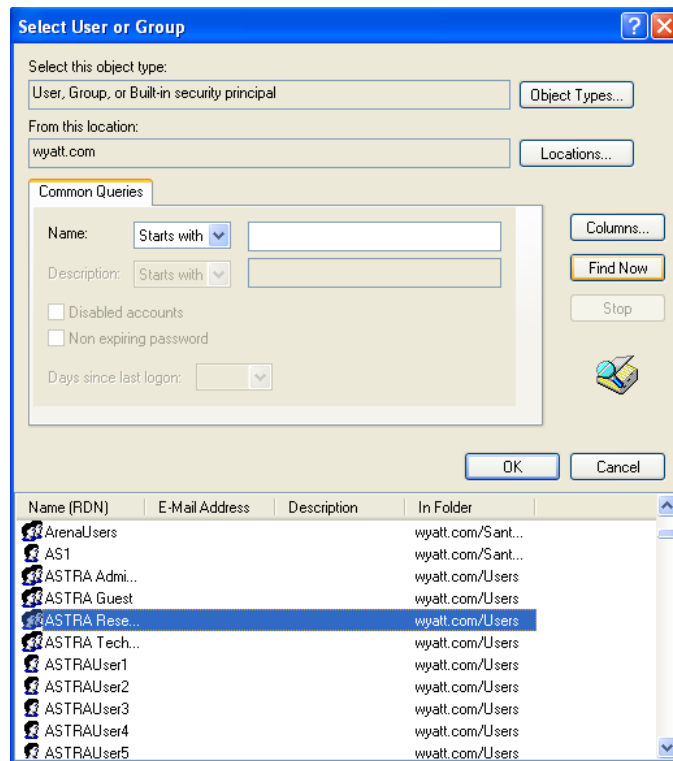 Select User or Group
Select this object type:
User, Group, or Built-in security principal
Object Types...
From this location:
wyatt.com
Locations...
Common Queries
Name: Starts with
Columns...
Description: Starts with
Find Now
Disabled accounts
Stop
Non expiring password
Days since last logon:
OK Cancel
Name (RDN) E-Mail Address Description In Folder
ArenaUsers wyatt.com/Sant...
AS1 wyatt.com/Sant...
ASTRA Admi... wyatt.com/Users
ASTRA Guest wyatt.com/Users
ASTRA Rese... wyatt.com/Users
ASTRA Tech... wyatt.com/Users
ASTRAUser1 wyatt.com/Users
ASTRAUser2 wyatt.com/Users
ASTRAUser3 wyatt.com/Users
ASTRAUser4 wyatt.com/Users
ASTRAUser5 wyatt.com/Users